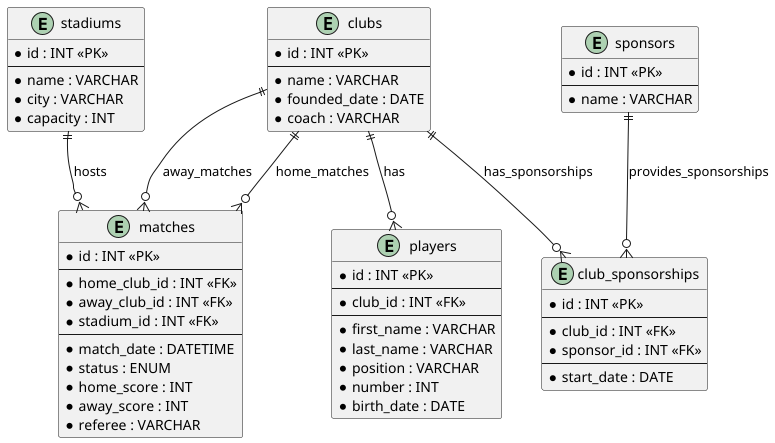 E stadiums
id : INT «PK»
name : VARCHAR
city : VARCHAR
capacity : INT
E clubs
id : INT «PK»
name : VARCHAR
founded_date : DATE
coach : VARCHAR
E sponsors
id : INT «PK»
name : VARCHAR
hosts
away_matches
home_matches
has
has_sponsorships
provides_sponsorships
E matches
id : INT «PK»
home_club_id : INT «FK»
away_club_id : INT «FK»
stadium_id : INT «FK»
match_date : DATETIME
status : ENUM
home_score : INT
away_score : INT
referee : VARCHAR
E players
id : INT «PK»
club_id : INT «FK»
first_name : VARCHAR
last_name : VARCHAR
position : VARCHAR
number : INT
birth_date : DATE
E club_sponsorships
id : INT «PK»
club_id : INT «FK»
sponsor_id : INT «FK»
start_date : DATE